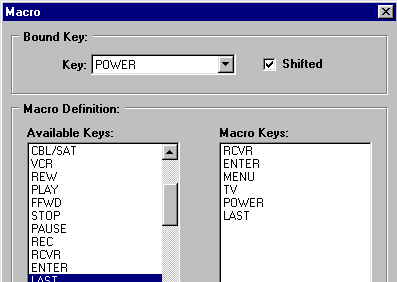 Macro
Bound Key:
Key: POWER Shifted
Macro Definition:
Available Keys:
CBL/SAT
VCR
REW
PLAY
FFWD
STOP
PAUSE
REC
RCVR
ENTER
LAST
Macro Keys:
RCVR
ENTER
MENU
TV
POWER
LAST